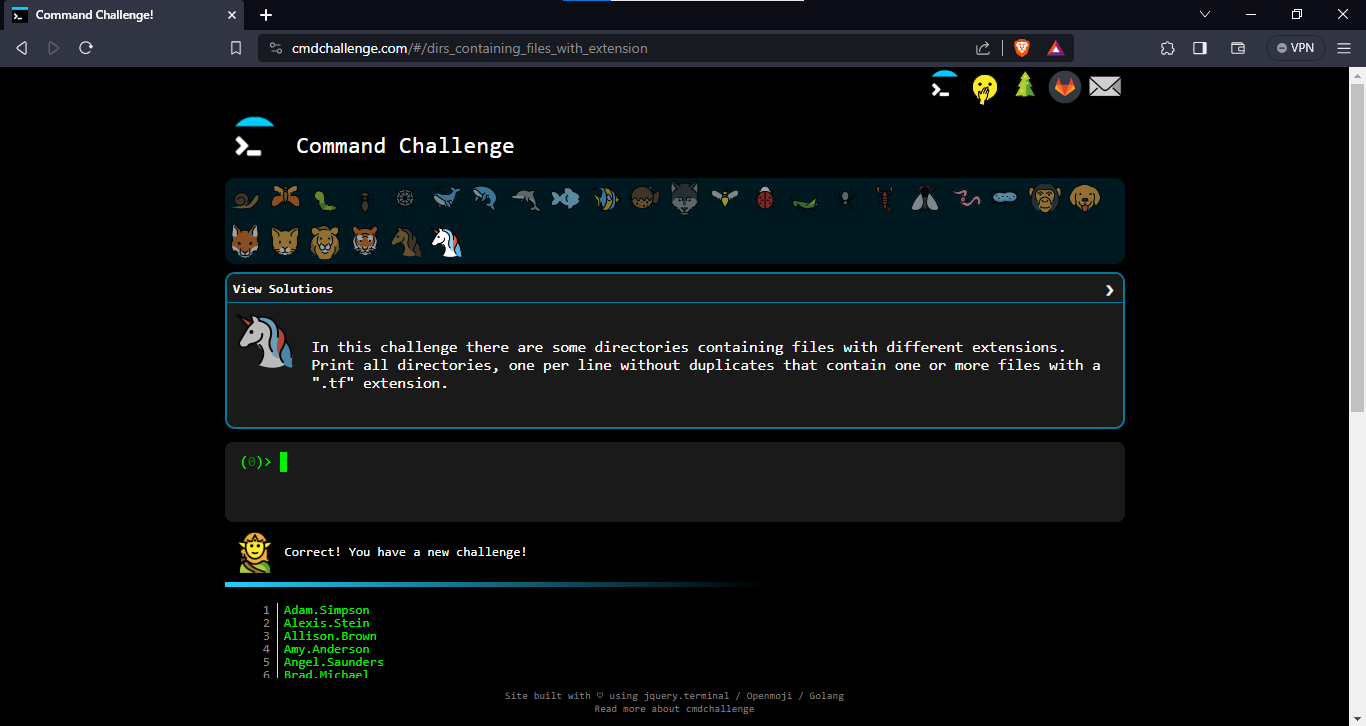 Command Challenge!
cmdchallenge.com/#/dirs_containing_files_with_extension
VPN
Command Challenge
View Solutions
In this challenge there are some directories containing files with different extensions.
Print all directories, one per line without duplicates that contain one or more files with a
".tf" extension.
(0)>
Correct! You have a new challenge!
1 Adam.Simpson
2 Alexis.Stein
3 Allison.Brown
4 Amy.Anderson
5 Angel.Saunders
6 Brad.Michael
Site built with ♡ using jquery.terminal / Openmoji / Golang
Read more about cmdchallenge